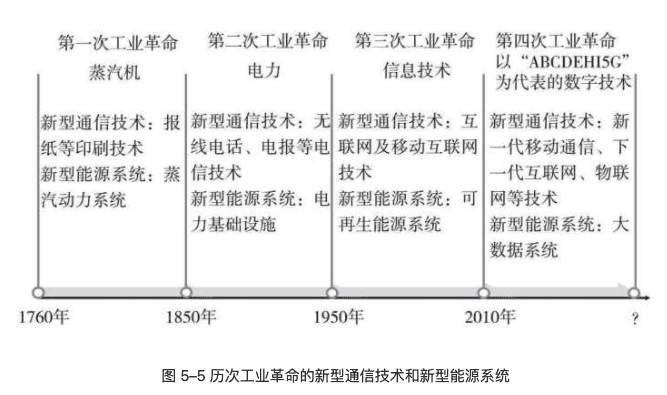 第一次工业革命
蒸汽机
新型通信技术：报
纸等印刷技术
新型能源系统：蒸
汽动力系统
第二次工业革命
电力
新型通信技术：无
线电话、电报等电
信技术
新型能源系统：电
力基础设施
第三次工业革命
信息技术
新型通信技术：互
联网及移动互联网
技术
新型能源系统：可
再生能源系统
第四次工业革命
以“ABCDEHI5G”
为代表的数字技术
新型通信技术：新
一代移动通信、下
一代互联网、物联
网等技术
新型能源系统：大
数据系统
1760年
1850年
1950年
2010年
?
图 5–5 历次工业革命的新型通信技术和新型能源系统